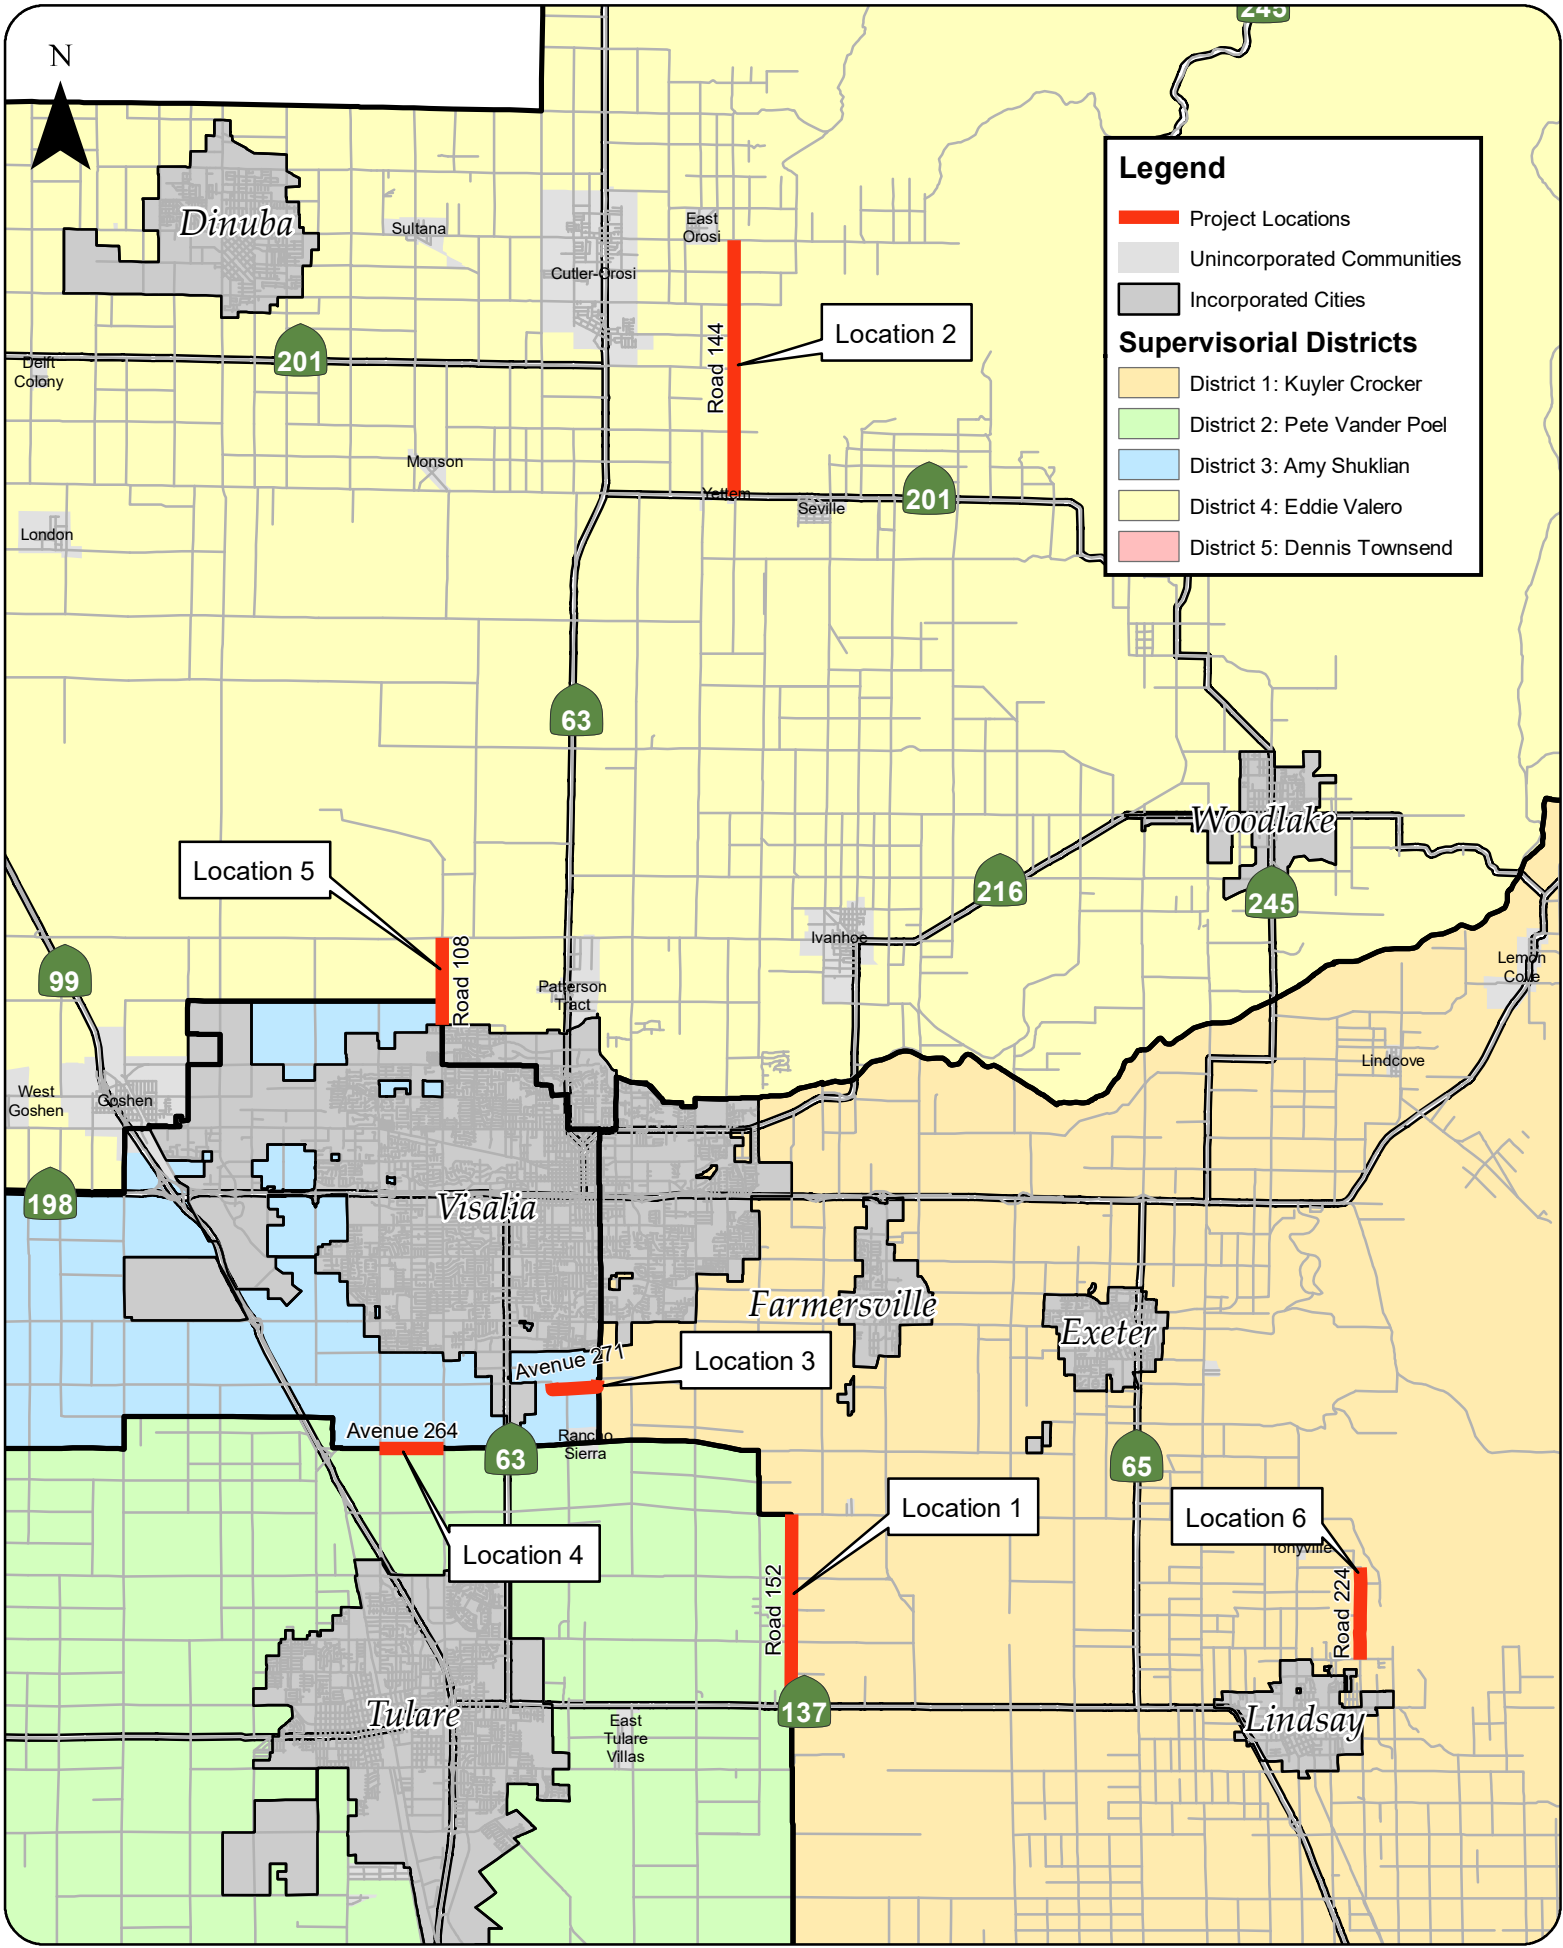 245
N
Legend
Project Locations
Unincorporated Communities
Incorporated Cities
Supervisorial Districts
District 1: Kuyler Crocker
District 2: Pete Vander Poel
District 3: Amy Shuklian
District 4: Eddie Valero
District 5: Dennis Townsend
Dinuba
Sultana
East
Orosi
Cutler-Orosi
Location 2
Road 144
201
Delft
Colony
Monson
Yettem
Seville
201
London
63
Woodlake
Location 5
216
245
Ivanhoe
Road 108
99
Patterson
Tract
Lemon
Cove
Lindcove
West
Goshen
Goshen
198
Visalia
Farmersville
Exeter
Avenue 271
Location 3
Avenue 264
Rancho
Sierra
63
65
Location 1
Location 6
Location 4
Tonyville
Road 152
Road 224
137
Tulare
East
Tulare
Villas
Lindsay